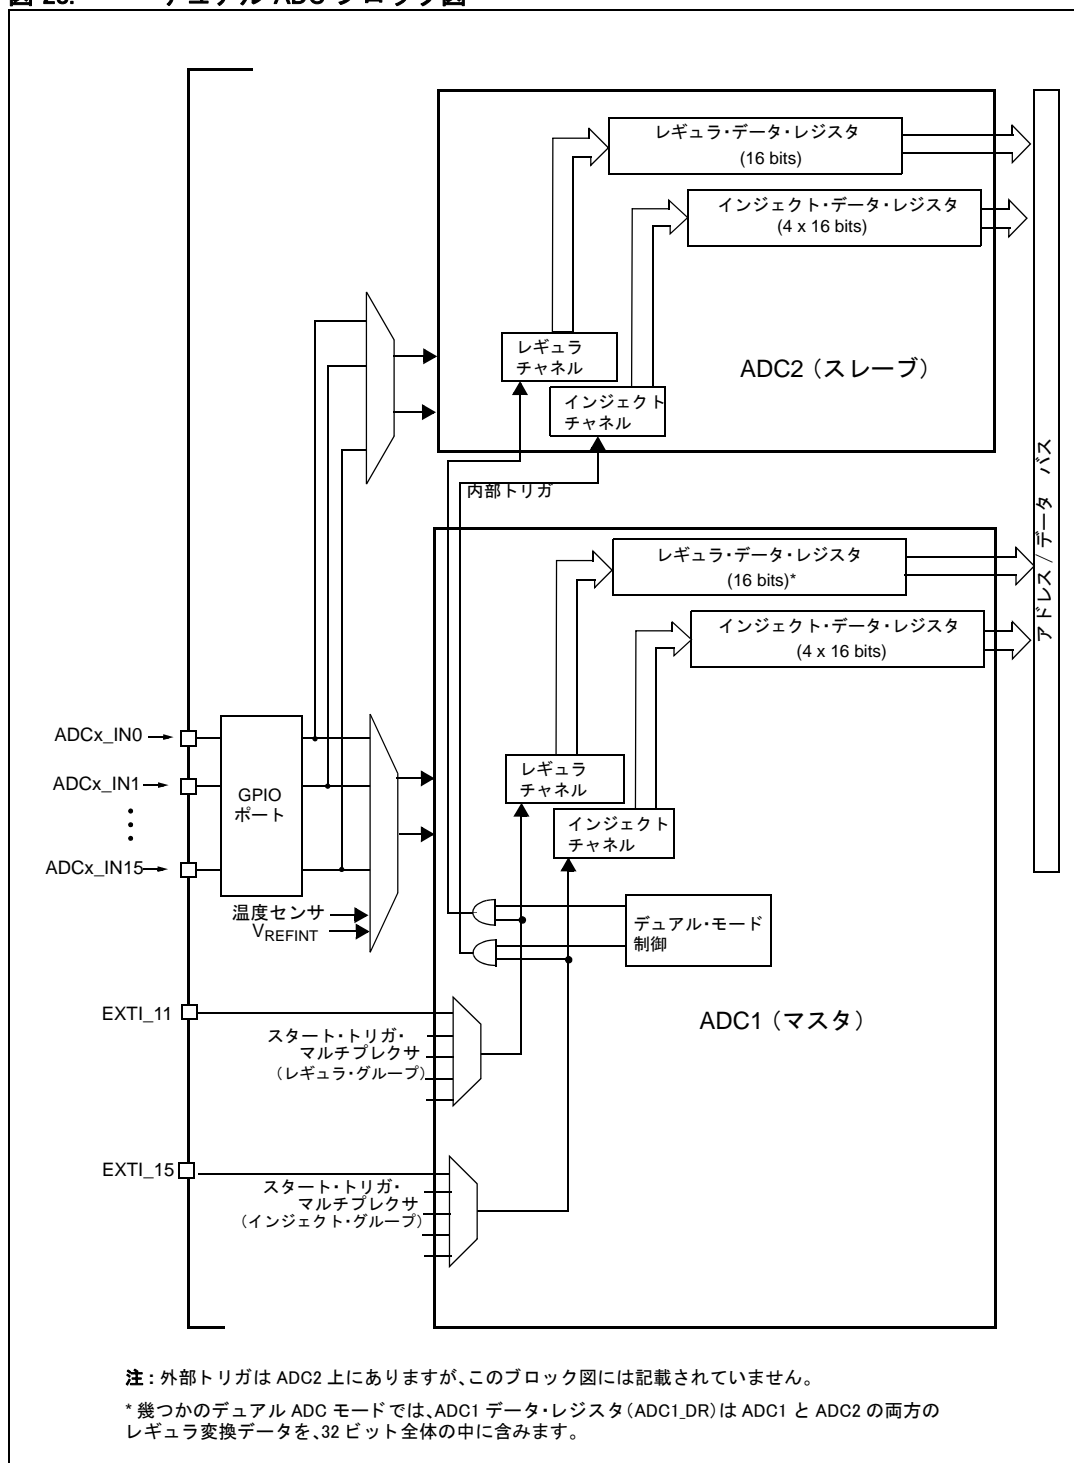 レギュラ・データ・レジスタ
(16 bits)
インジェクト・データ・レジスタ
(4 x 16 bits)
レギュラ
チャネル
インジェクト
チャネル
ADC2（スレーブ）
内部トリガ
アドレス/データ バス
レギュラ・データ・レジスタ
(16 bits)*
インジェクト・データ・レジスタ
(4 x 16 bits)
ADCx_IN0
ADCx_IN1
ADCx_IN15
GPIO
ポート
温度センサ
VREFINT
レギュラ
チャネル
インジェクト
チャネル
デュアル・モード
制御
EXTI_11
スタート・トリガ・
マルチプレクサ
（レギュラ・グループ）
ADC1（マスタ）
EXTI_15
スタート・トリガ・
マルチプレクサ
（インジェクト・グループ）
注：外部トリガは ADC2 上にありますが、このブロック図には記載されていません。
* 幾つかのデュアル ADC モードでは、ADC1 データ・レジスタ（ADC1_DR）は ADC1 と ADC2 の両方の
レギュラ変換データを、32 ビット全体の中に含みます。